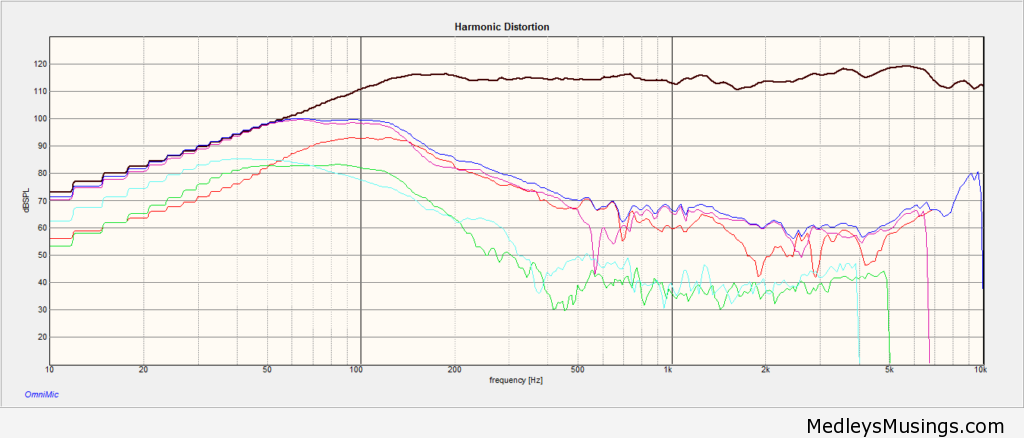 Harmonic Distortion
120
110
100
90
80
70
60
50
40
30
20
dBSPL
10 20 50 100 200 500 1k 2k 5k 10k
frequency [Hz]
OmniMic
MedleysMusings.com